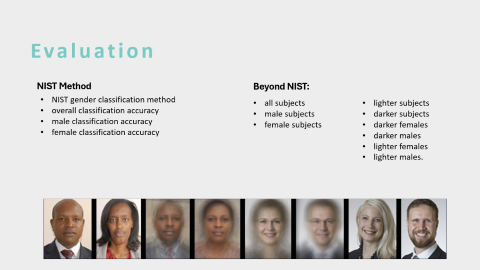 Evaluation
NIST Method
• NIST gender classification method
• overall classification accuracy
• male classification accuracy
• female classification accuracy
Beyond NIST:
• all subjects
• male subjects
• female subjects
• lighter subjects
• darker subjects
• darker females
• darker males
• lighter females
• lighter males.